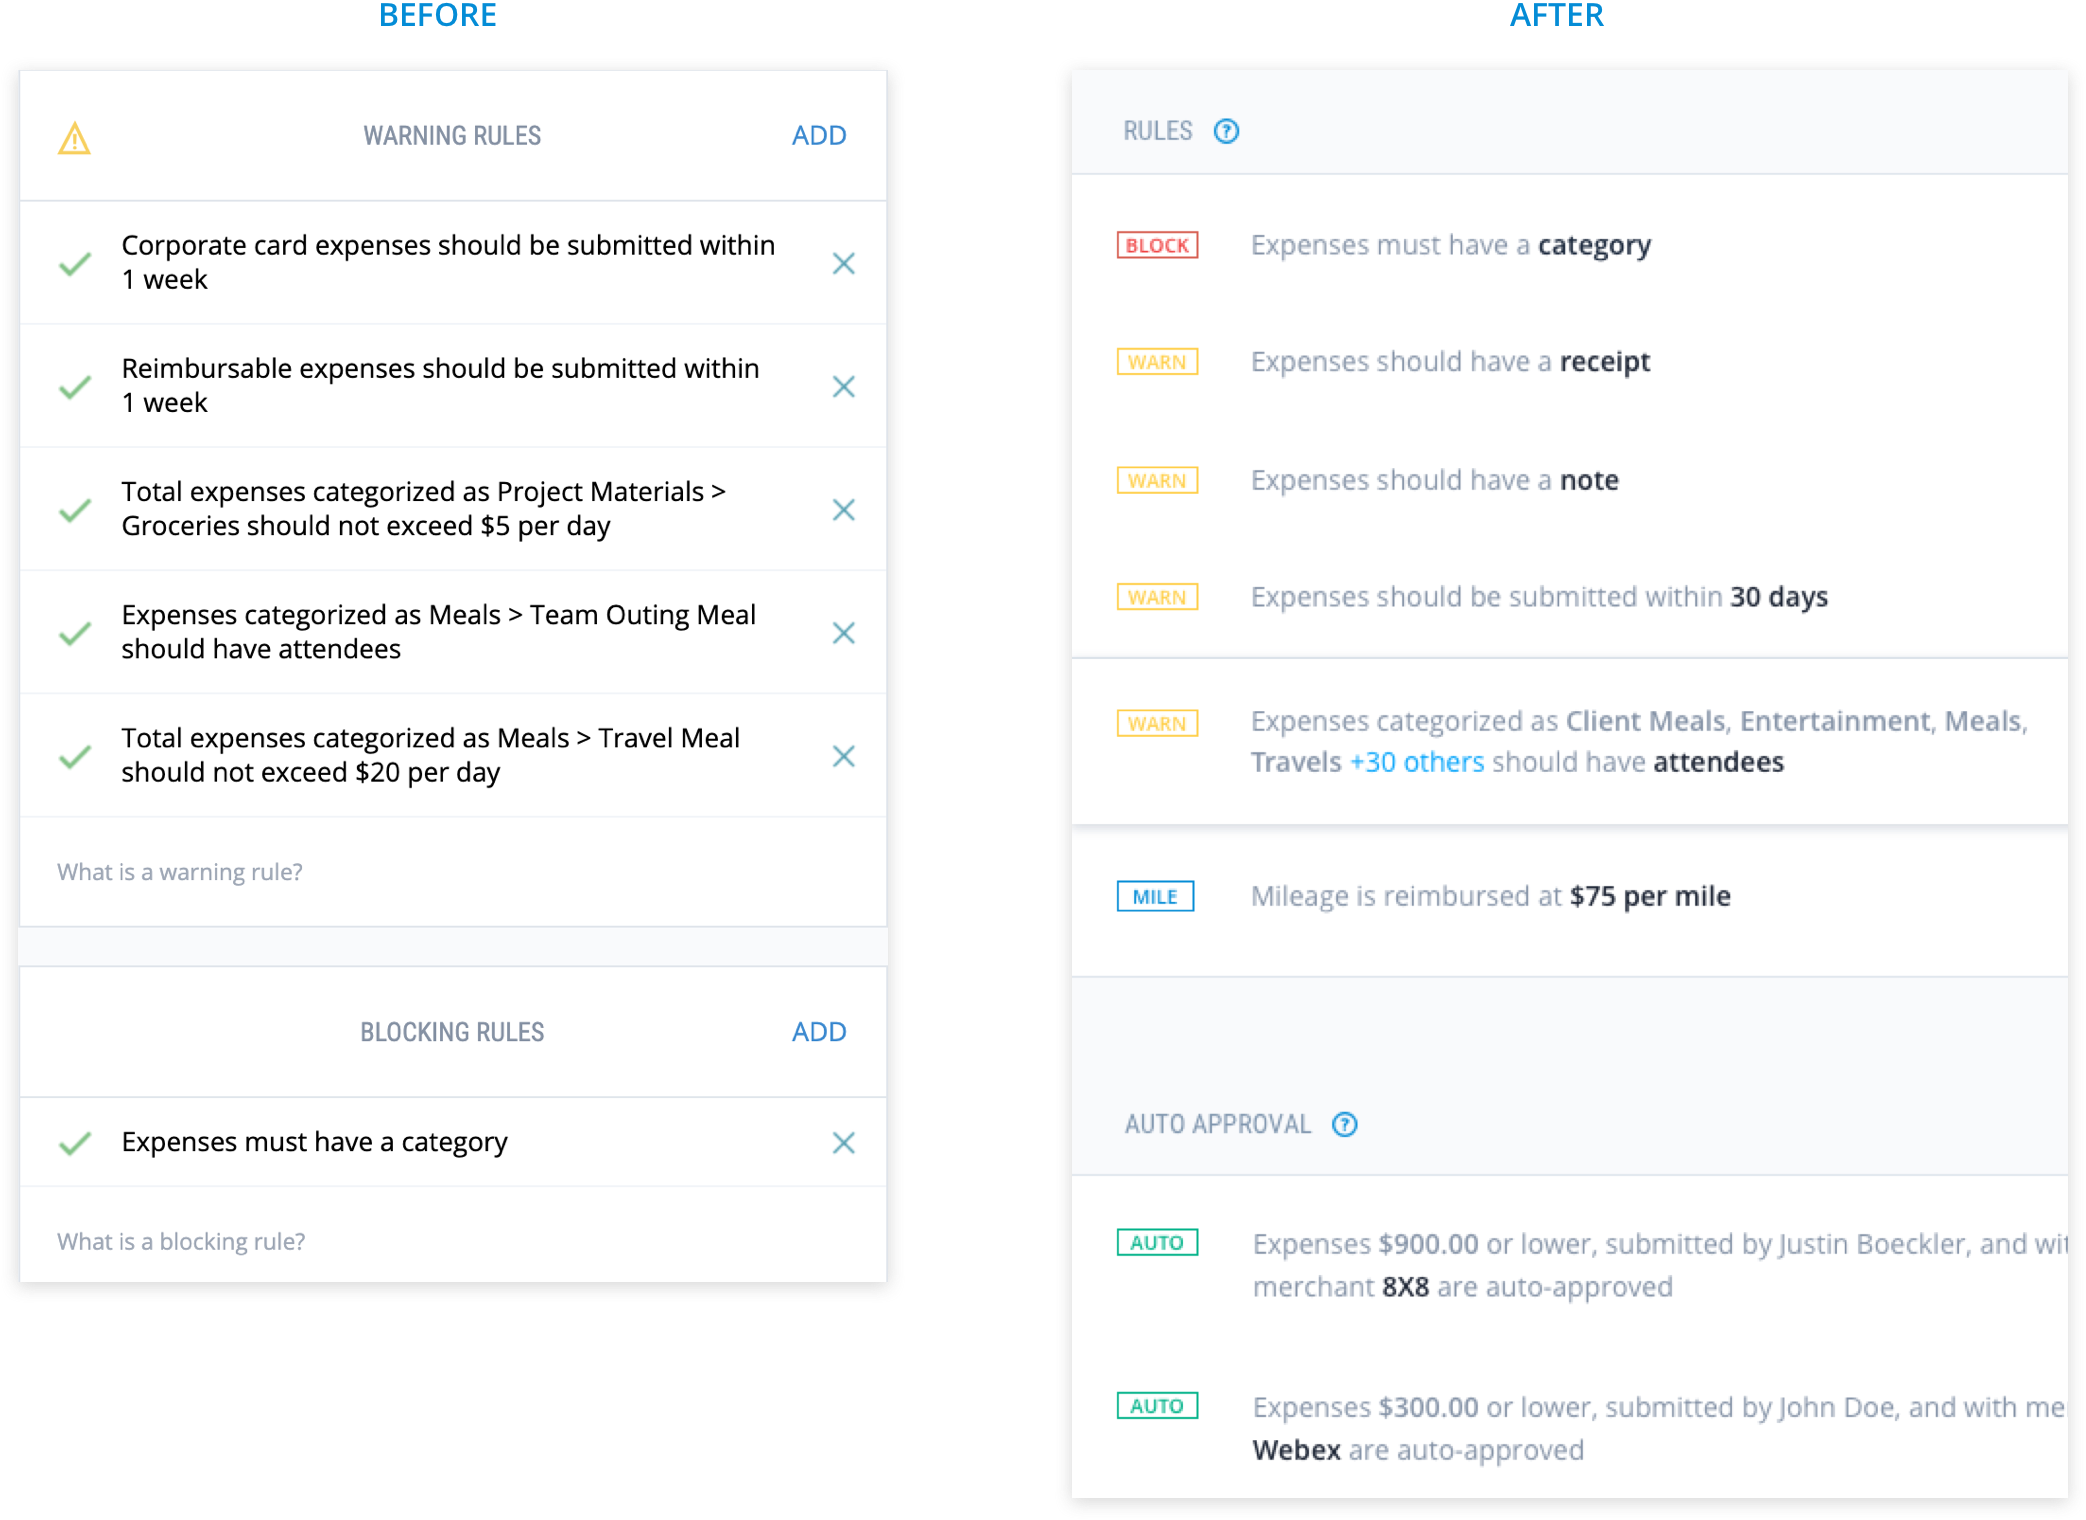 BEFORE
WARNING RULES
ADD
Corporate card expenses should be submitted within
1 week
Reimbursable expenses should be submitted within
1 week
Total expenses categorized as Project Materials >
Groceries should not exceed $5 per day
Expenses categorized as Meals > Team Outing Meal
should have attendees
Total expenses categorized as Meals > Travel Meal
should not exceed $20 per day
What is a warning rule?
BLOCKING RULES
ADD
Expenses must have a category
What is a blocking rule?
AFTER
RULES ?
BLOCK
Expenses must have a category
WARN
Expenses should have a receipt
WARN
Expenses should have a note
WARN
Expenses should be submitted within 30 days
WARN
Expenses categorized as Client Meals, Entertainment, Meals,
Travels +30 others should have attendees
MILE
Mileage is reimbursed at $75 per mile
AUTO APPROVAL ?
AUTO
Expenses $900.00 or lower, submitted by Justin Boeckler, and wit
merchant 8X8 are auto-approved
AUTO
Expenses $300.00 or lower, submitted by John Doe, and with me
Webex are auto-approved